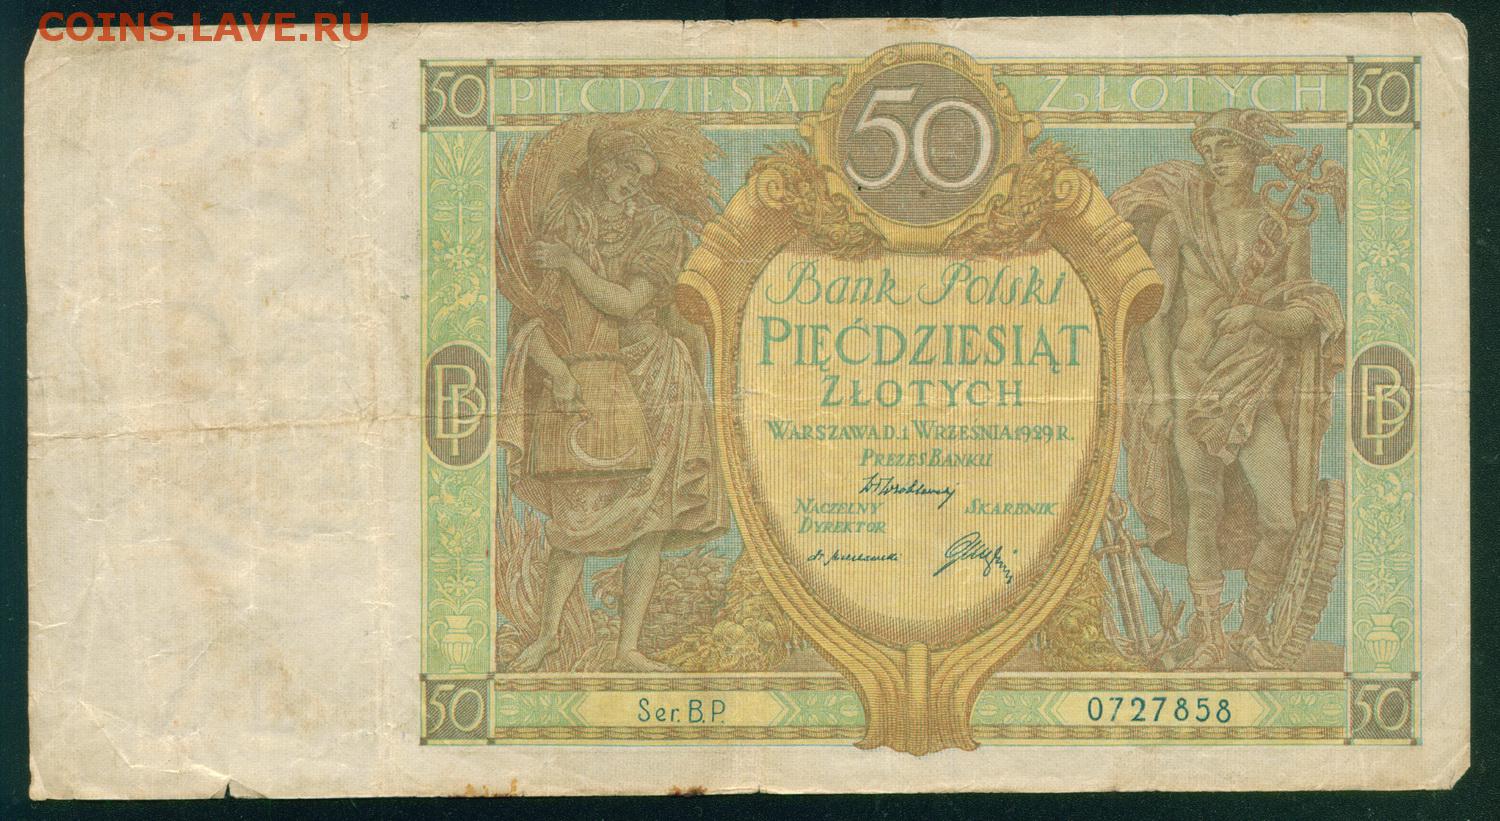 COINS.LAVE.RU
50 PIĘĆDZIESIĄT 50 ZŁOTYCH 50
Bank Polski
PIĘĆDZIESIĄT
ZŁOTYCH
WARSZAWA D. 1 WRZEŚNIA 1929 R.
PREZES BANKU
NACZELNY SKARBNIK
DYREKTOR
BP BP
50 Ser. B.P. 0727858 50